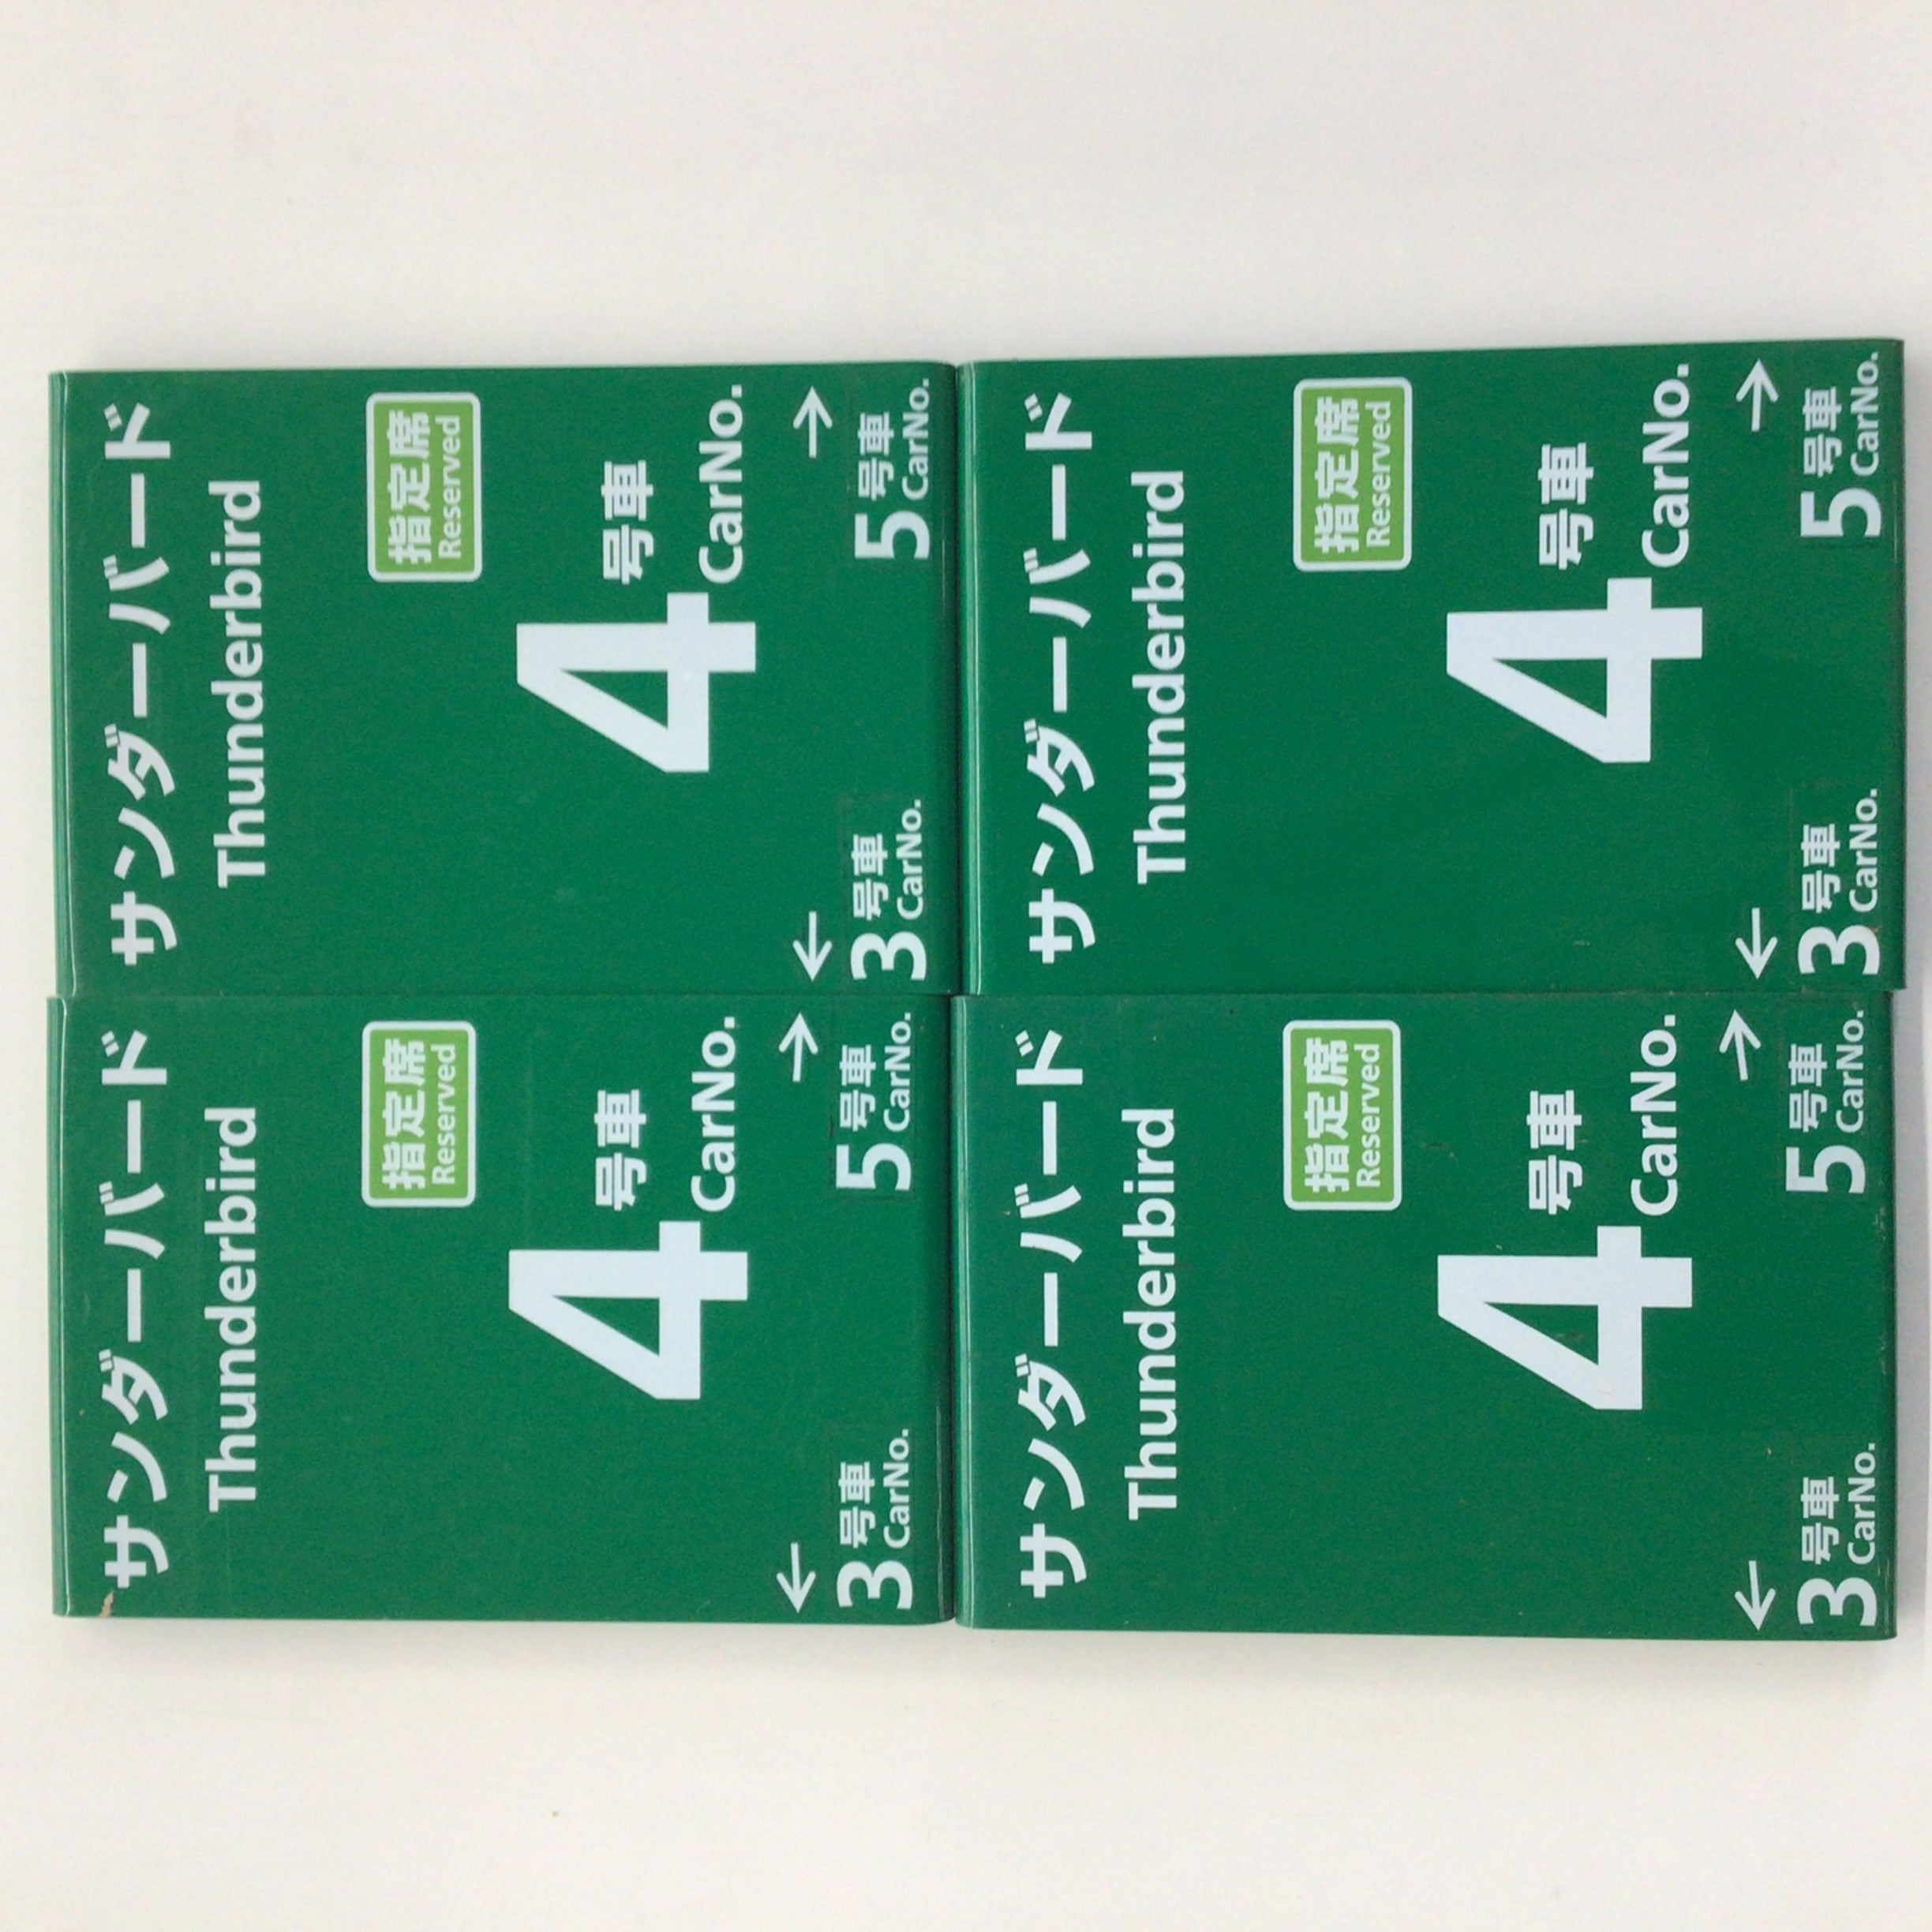 サンダーバード
Thunderbird
指定席
Reserved
4号車
CarNo.
←
3号車
CarNo.
→
5号車
CarNo.
サンダーバード
Thunderbird
指定席
Reserved
4号車
CarNo.
←
3号車
CarNo.
→
5号車
CarNo.
サンダーバード
Thunderbird
指定席
Reserved
4号車
CarNo.
←
3号車
CarNo.
→
5号車
CarNo.
サンダーバード
Thunderbird
指定席
Reserved
4号車
CarNo.
←
3号車
CarNo.
→
5号車
CarNo.